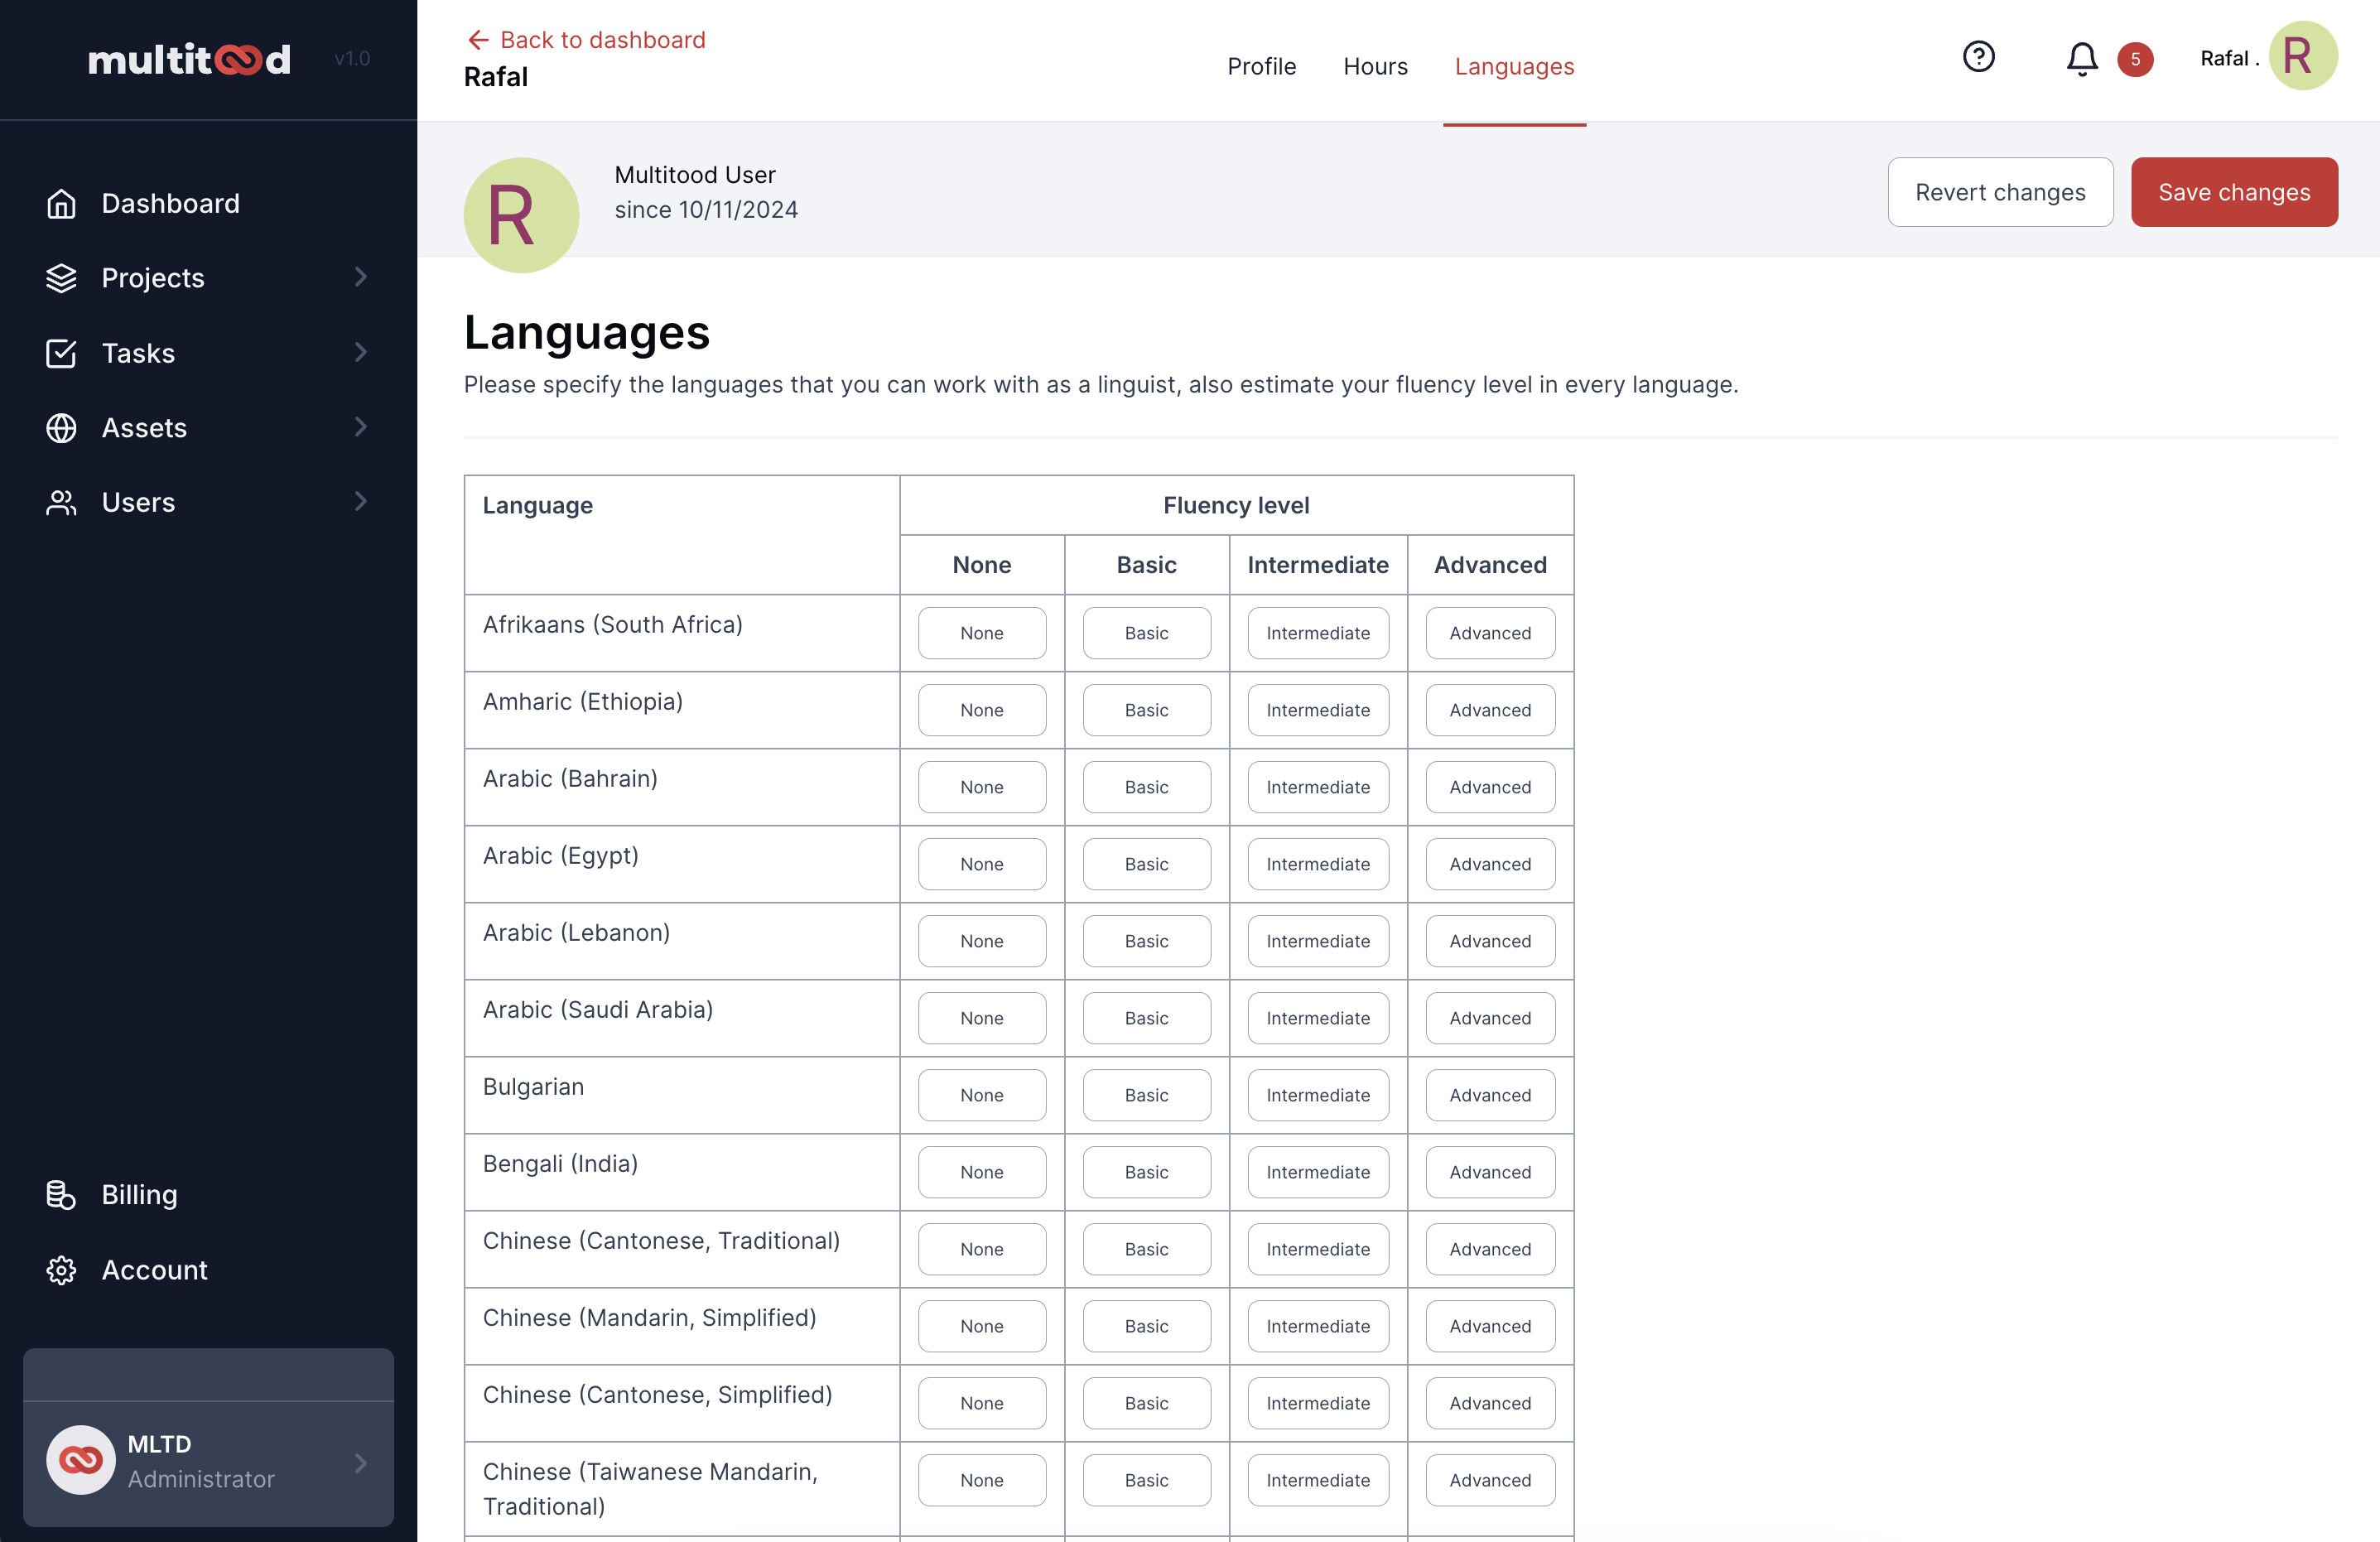 multitood v1.0
Dashboard
Projects
Tasks
Assets
Users
Billing
Account
MLTD
Administrator
Back to dashboard
Rafal
Profile Hours Languages
5
Rafal .
R
R
Multitood User
since 10/11/2024
Revert changes Save changes
Languages
Please specify the languages that you can work with as a linguist, also estimate your fluency level in every language.
Language Fluency level
None Basic Intermediate Advanced
Afrikaans (South Africa) None Basic Intermediate Advanced
Amharic (Ethiopia) None Basic Intermediate Advanced
Arabic (Bahrain) None Basic Intermediate Advanced
Arabic (Egypt) None Basic Intermediate Advanced
Arabic (Lebanon) None Basic Intermediate Advanced
Arabic (Saudi Arabia) None Basic Intermediate Advanced
Bulgarian None Basic Intermediate Advanced
Bengali (India) None Basic Intermediate Advanced
Chinese (Cantonese, Traditional) None Basic Intermediate Advanced
Chinese (Mandarin, Simplified) None Basic Intermediate Advanced
Chinese (Cantonese, Simplified) None Basic Intermediate Advanced
Chinese (Taiwanese Mandarin, None Basic Intermediate Advanced
Traditional)